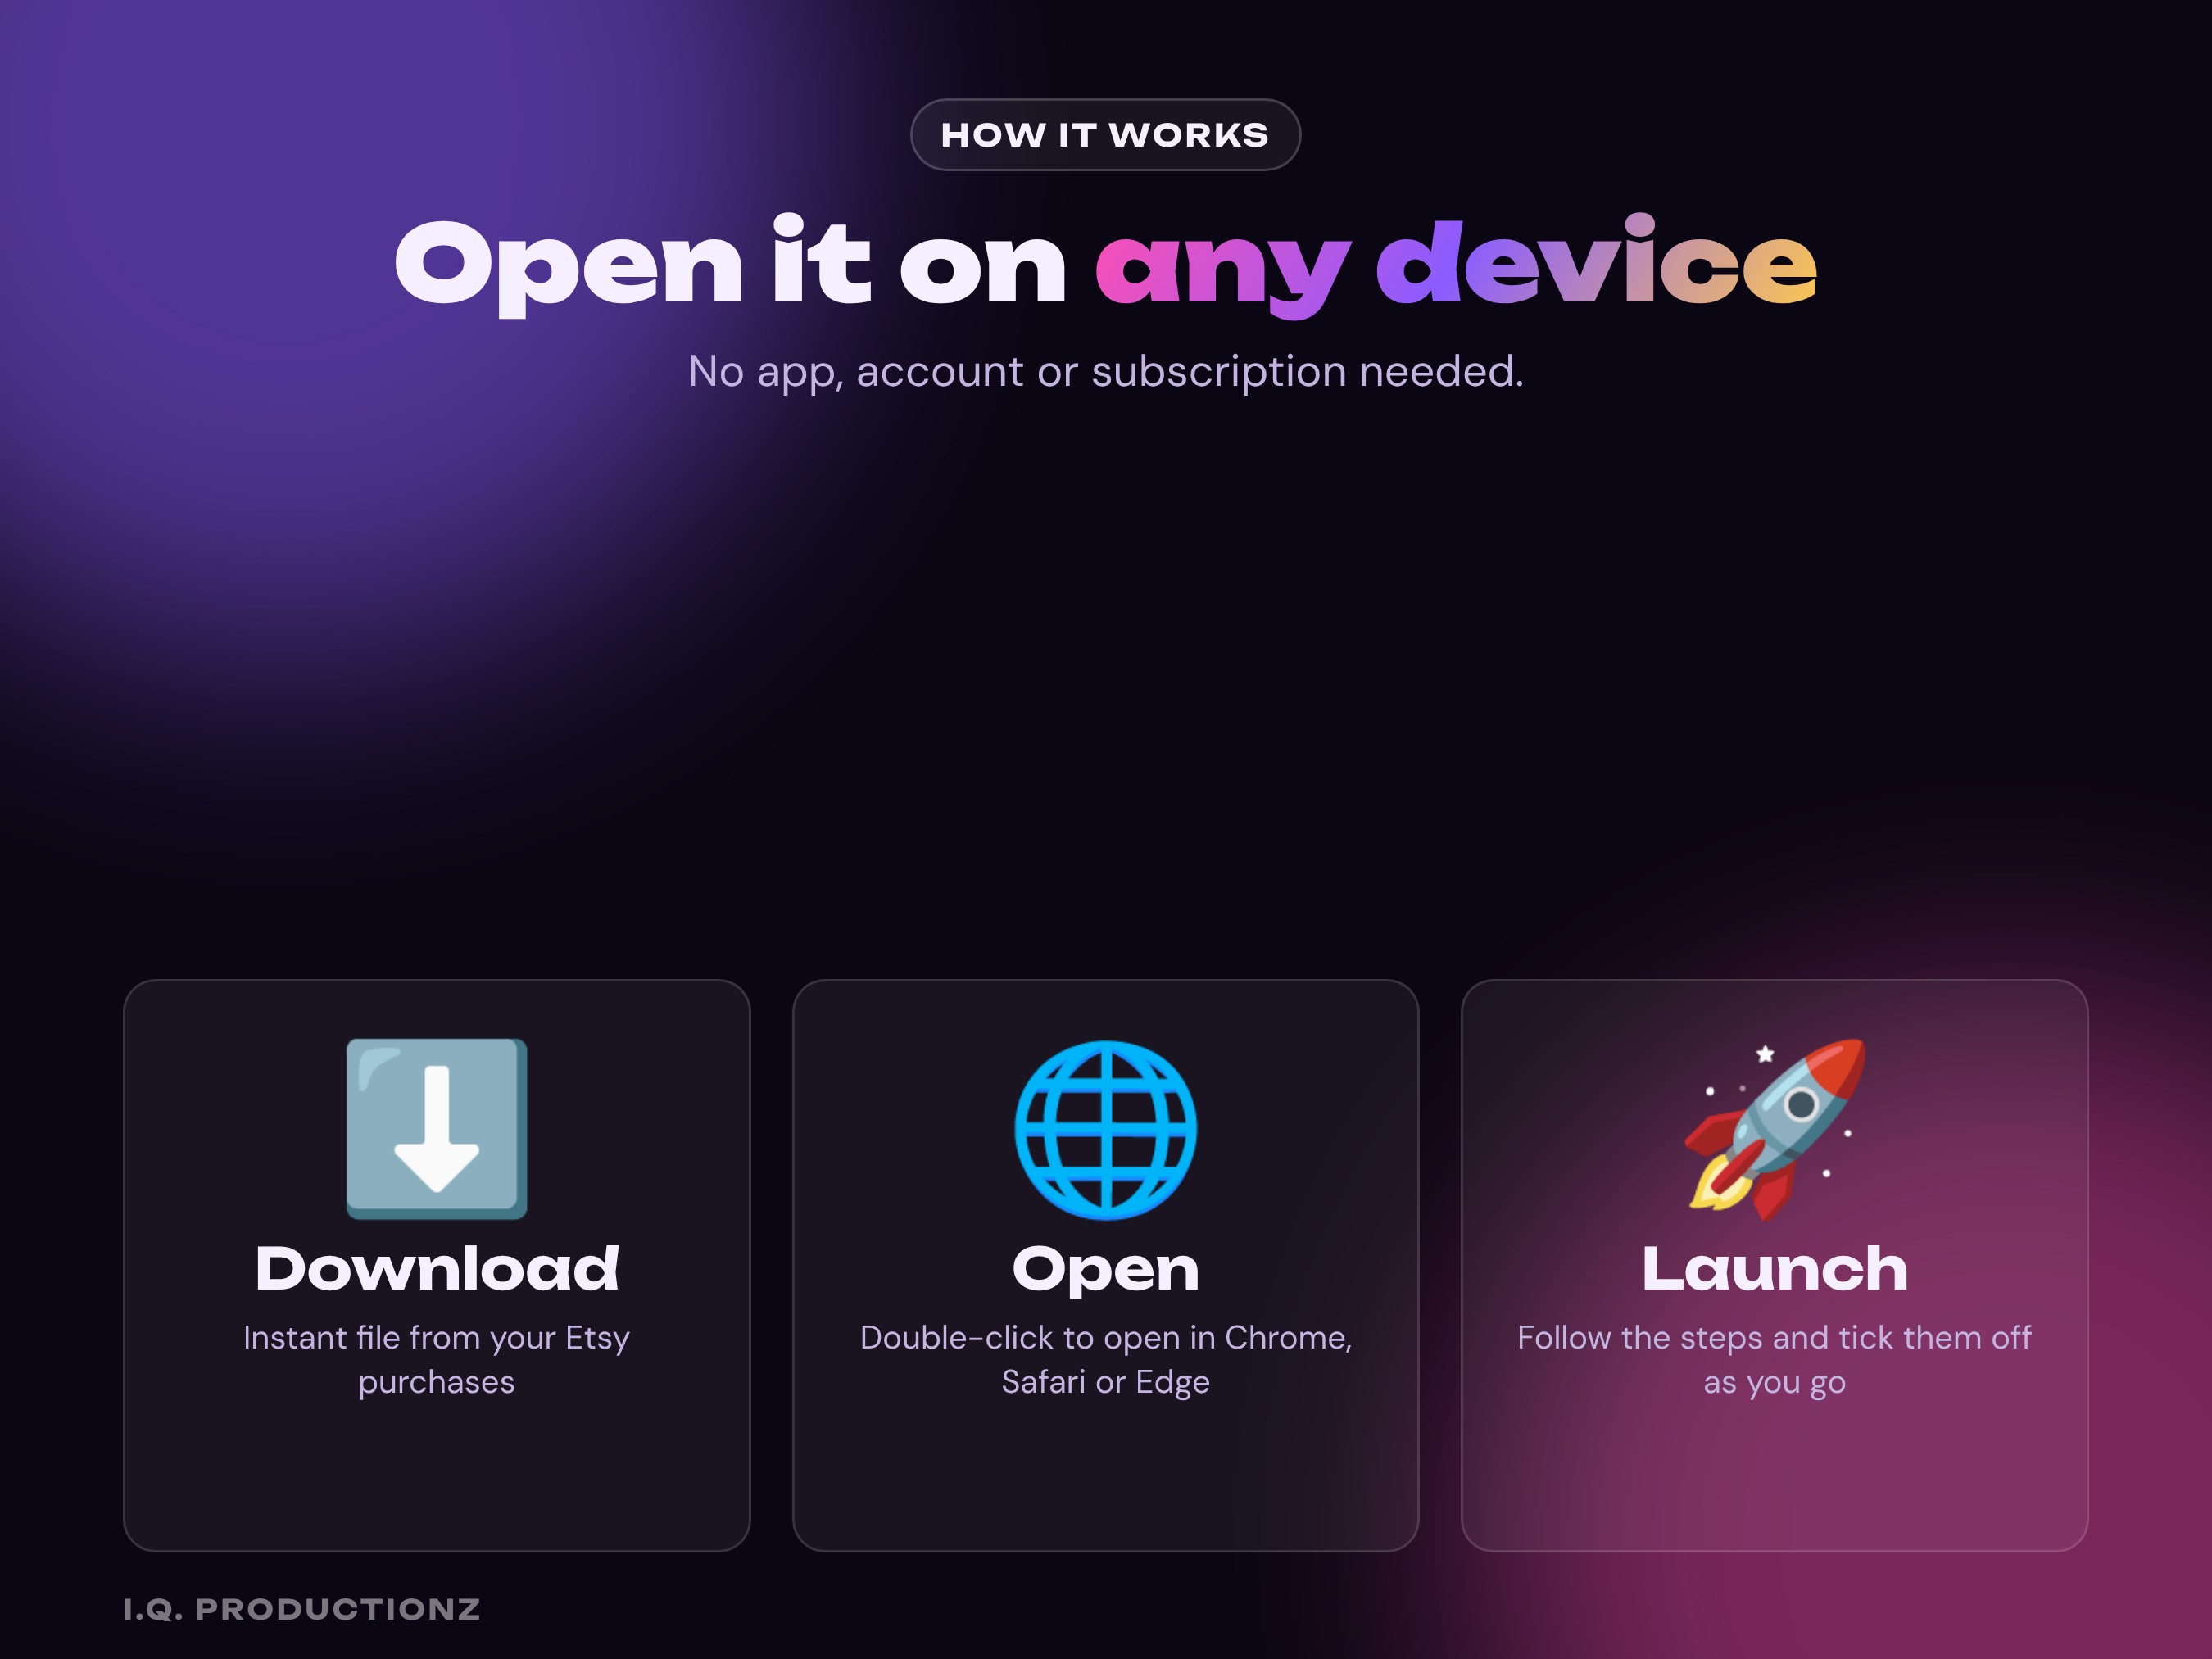 HOW IT WORKS
Open it on any device
No app, account or subscription needed.
Download
Instant file from your Etsy
purchases
Open
Double-click to open in Chrome,
Safari or Edge
Launch
Follow the steps and tick them off
as you go
I.Q. PRODUCTIONZ